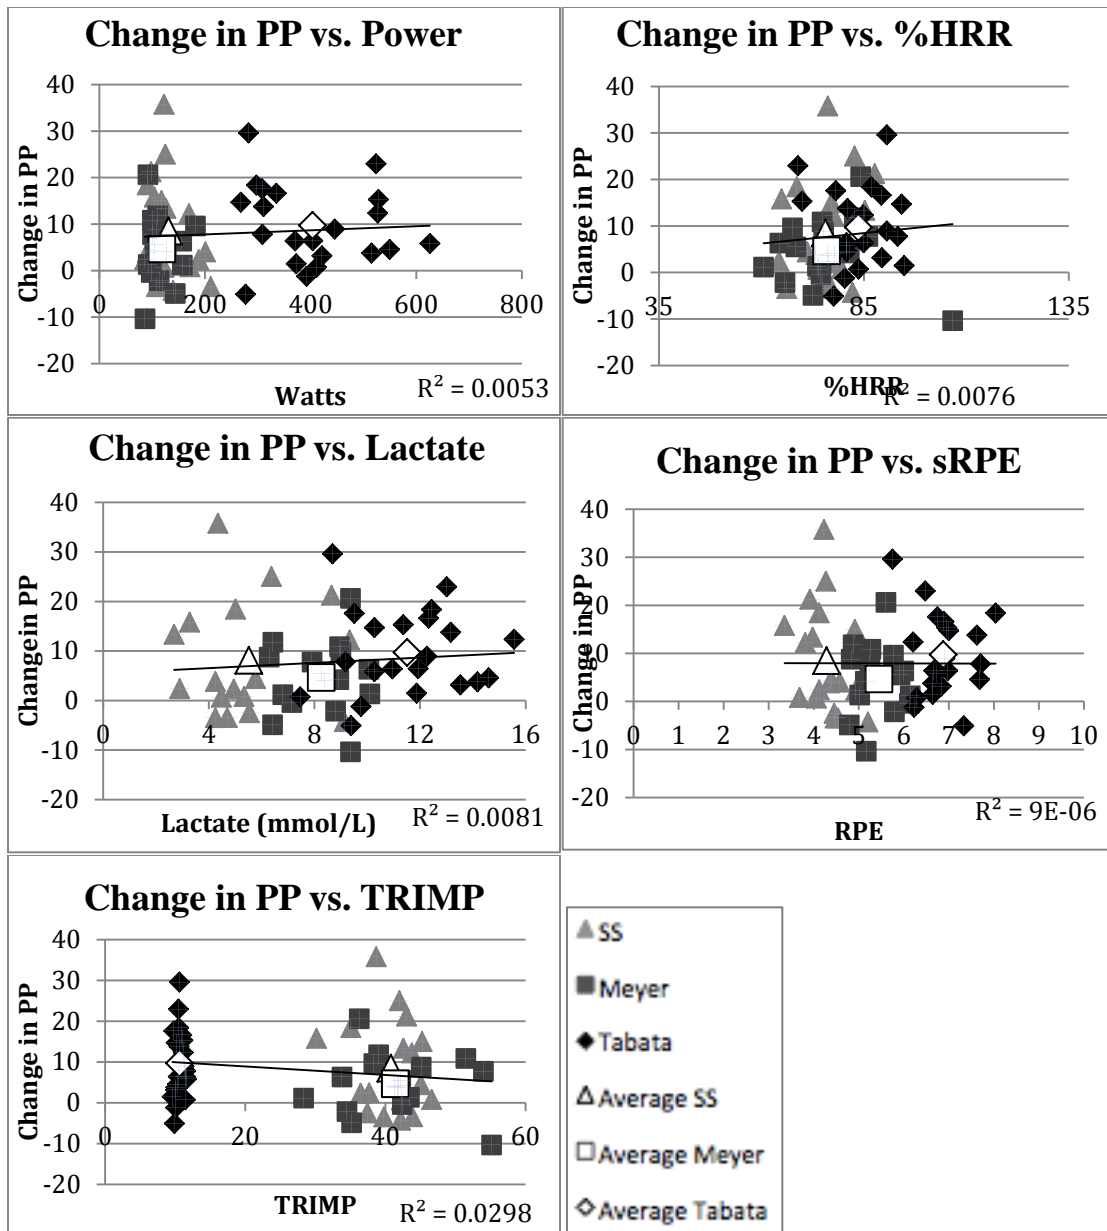 Change in PP vs. Power
Change in PP
40
30
20
10
0
-10
-20
0 200 400 600 800
Watts
R² = 0.0053
Change in PP vs. %HRR
Change in PP
40
30
20
10
0
-10
-20
35 85 135
%HRR
R² = 0.0076
Change in PP vs. Lactate
Changein PP
40
30
20
10
0
-10
-20
0 4 8 12 16
Lactate (mmol/L)
R² = 0.0081
Change in PP vs. sRPE
Change in PP
40
30
20
10
0
-10
-20
0 1 2 3 4 5 6 7 8 9 10
RPE
R² = 9E-06
Change in PP vs. TRIMP
Change in PP
40
30
20
10
0
-10
-20
0 20 40 60
TRIMP
R² = 0.0298
SS
Meyer
Tabata
Average SS
Average Meyer
Average Tabata